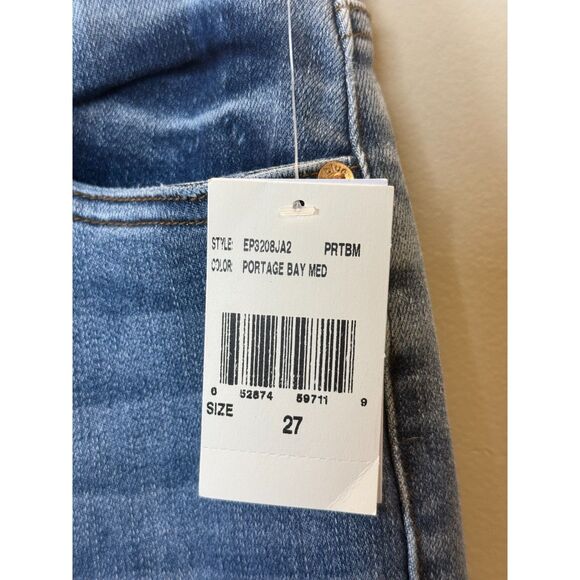 STYLE: EP3208JA2 PRTBM
COLOR: PORTAGE BAY MED
6 52874 59711 9
SIZE 27